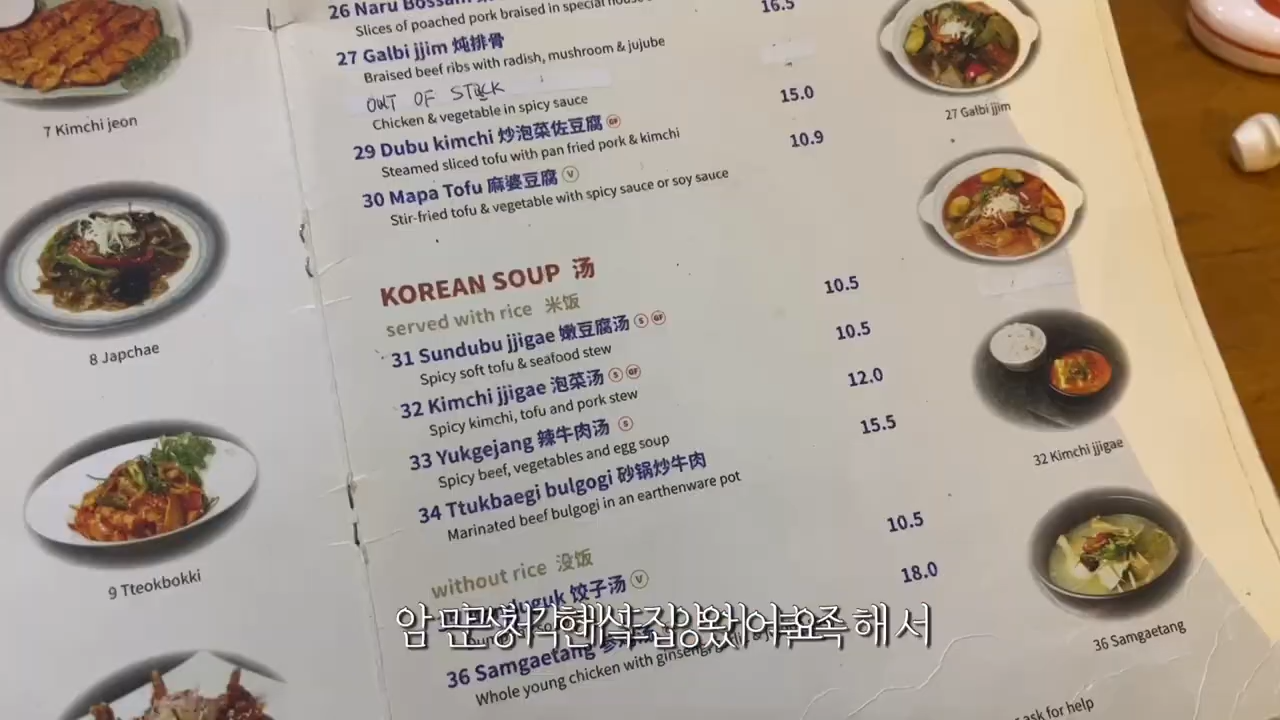 7 Kimchi jeon
8 Japchae
9 Tteokbokki
26 Naru Bossam
Slices of poached pork braised in special house
16.5
27 Galbi jjim 炖排骨
Braised beef ribs with radish, mushroom & jujube
OUT OF STOCK
Chicken & vegetable in spicy sauce
29 Dubu kimchi 炒泡菜佐豆腐 GF
15.0
Steamed sliced tofu with pan fried pork & kimchi
30 Mapa Tofu 麻婆豆腐 V
10.9
Stir-fried tofu & vegetable with spicy sauce or soy sauce
KOREAN SOUP 汤
served with rice 米饭
31 Sundubu jjigae 嫩豆腐汤 S GF
10.5
Spicy soft tofu & seafood stew
32 Kimchi jjigae 泡菜汤 S GF
10.5
Spicy kimchi, tofu and pork stew
33 Yukgejang 辣牛肉汤 S
12.0
Spicy beef, vegetables and egg soup
34 Ttukbaegi bulgogi 砂锅炒牛肉
15.5
Marinated beef bulgogi in an earthenware pot
without rice 没饭
饺子汤 V
10.5
36 Samgaetang
18.0
Whole young chicken with ginseng,
ask for help
27 Galbi jjim
32 Kimchi jjigae
36 Samgaetang